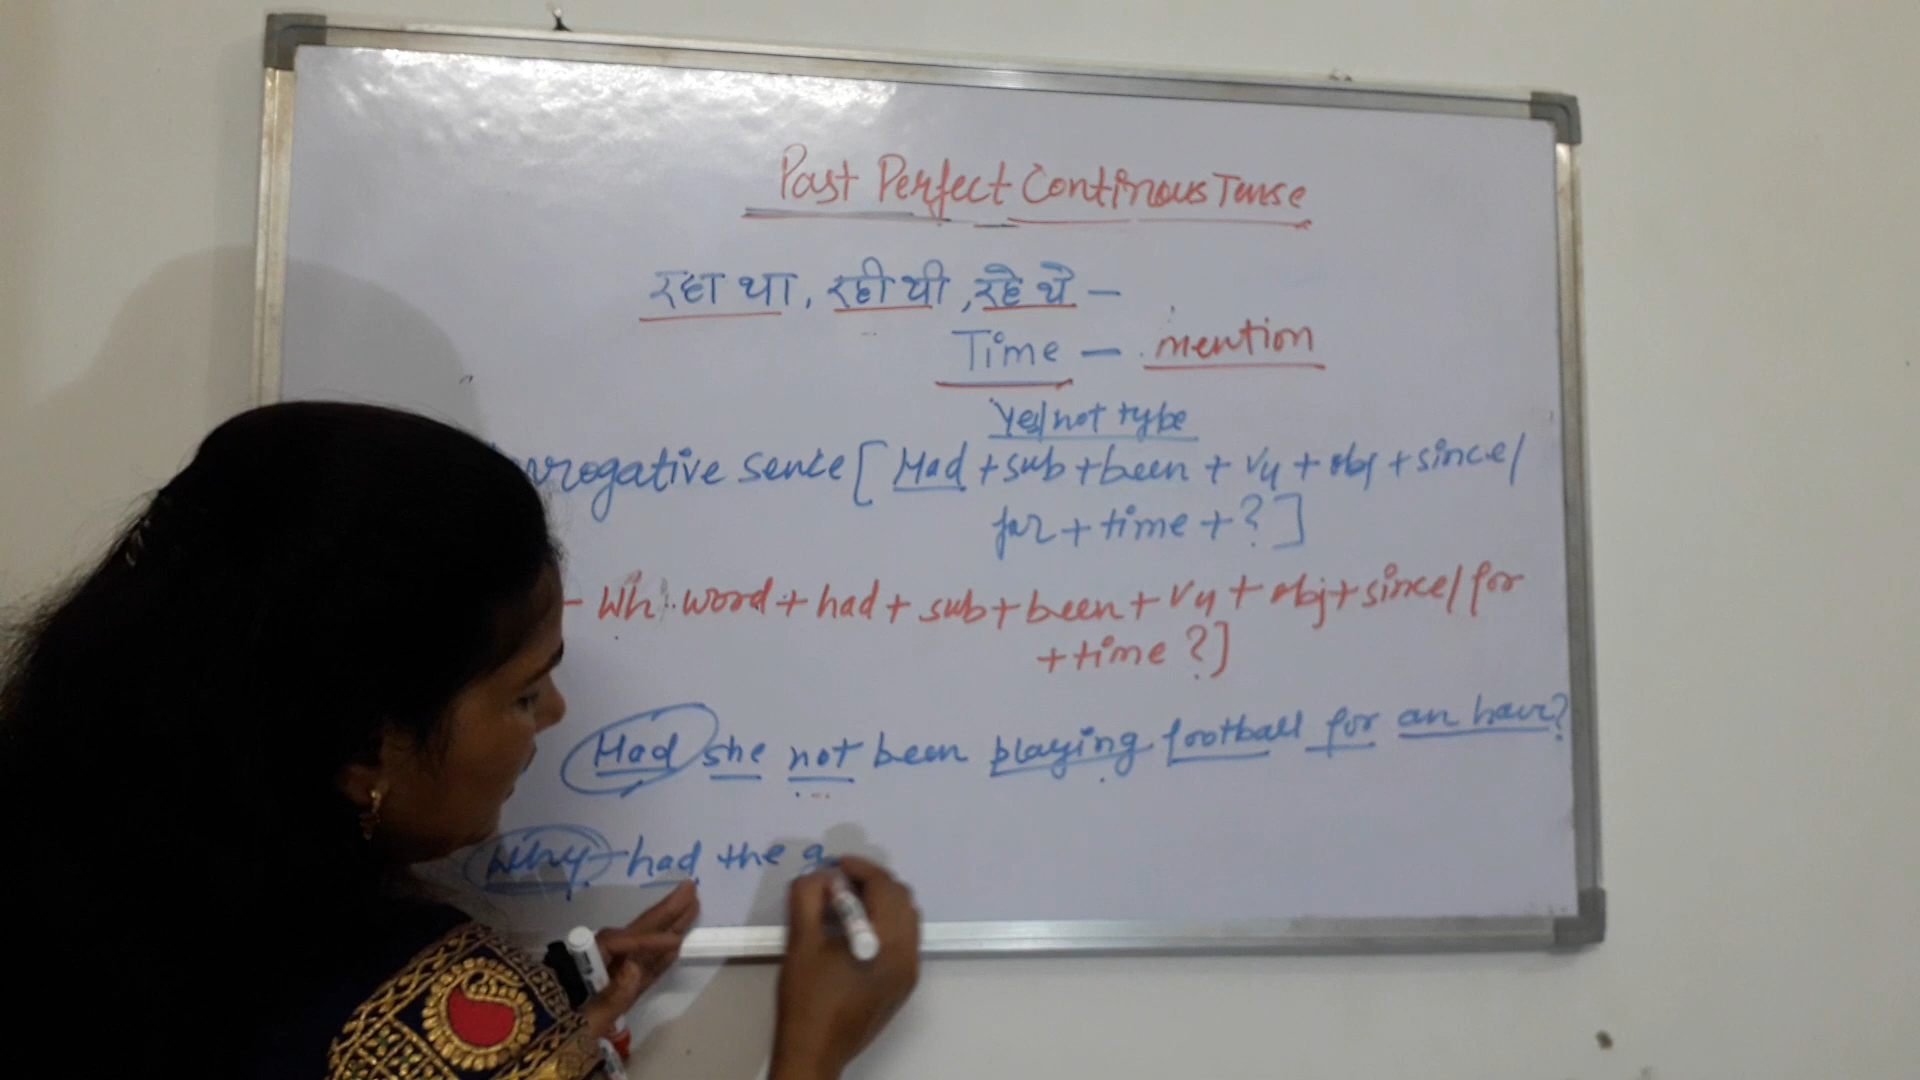 Past Perfect Continous Tense
रहा था, रही थी, रहे थे —
Time — mention
Yes/not type
rrogative sence [Had + sub + been + V4 + obj + since/
for + time + ?]
- Wh. word + had + sub + been + V4 + obj + since/for
+ time ?]
Had she not been playing football for an hour?
Why had the g